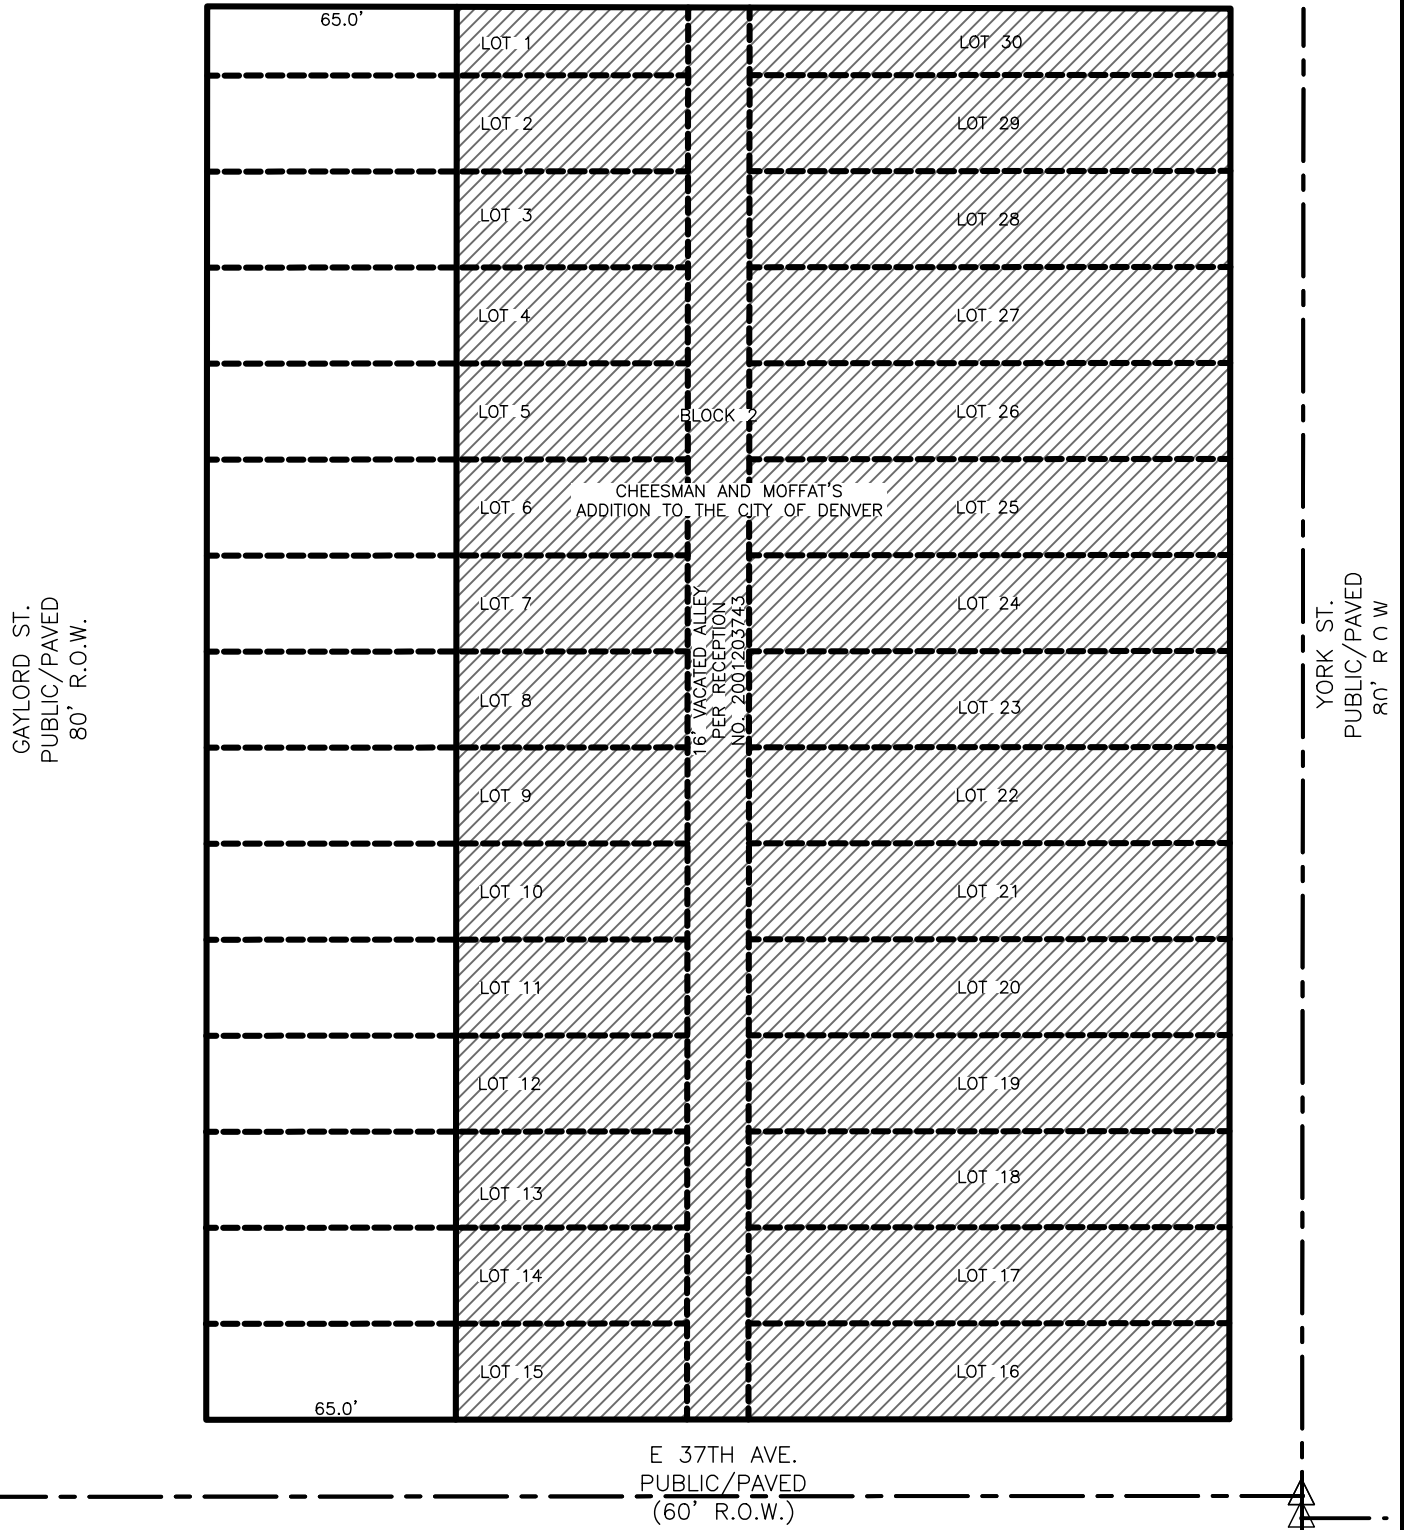 65.0'
LOT 1
LOT 30
LOT 2
LOT 29
LOT 3
LOT 28
LOT 4
LOT 27
LOT 5
BLOCK 2
LOT 26
CHEESMAN AND MOFFAT'S
ADDITION TO THE CITY OF DENVER
LOT 6
LOT 25
LOT 7
LOT 24
16' VACATED ALLEY
PER RECEPTION
NO. 2001203743
GAYLORD ST.
PUBLIC/PAVED
80' R.O.W.
YORK ST.
PUBLIC/PAVED
80' R O W
LOT 8
LOT 23
LOT 9
LOT 22
LOT 10
LOT 21
LOT 11
LOT 20
LOT 12
LOT 19
LOT 13
LOT 18
LOT 14
LOT 17
LOT 15
LOT 16
65.0'
E 37TH AVE.
PUBLIC/PAVED
(60' R.O.W.)